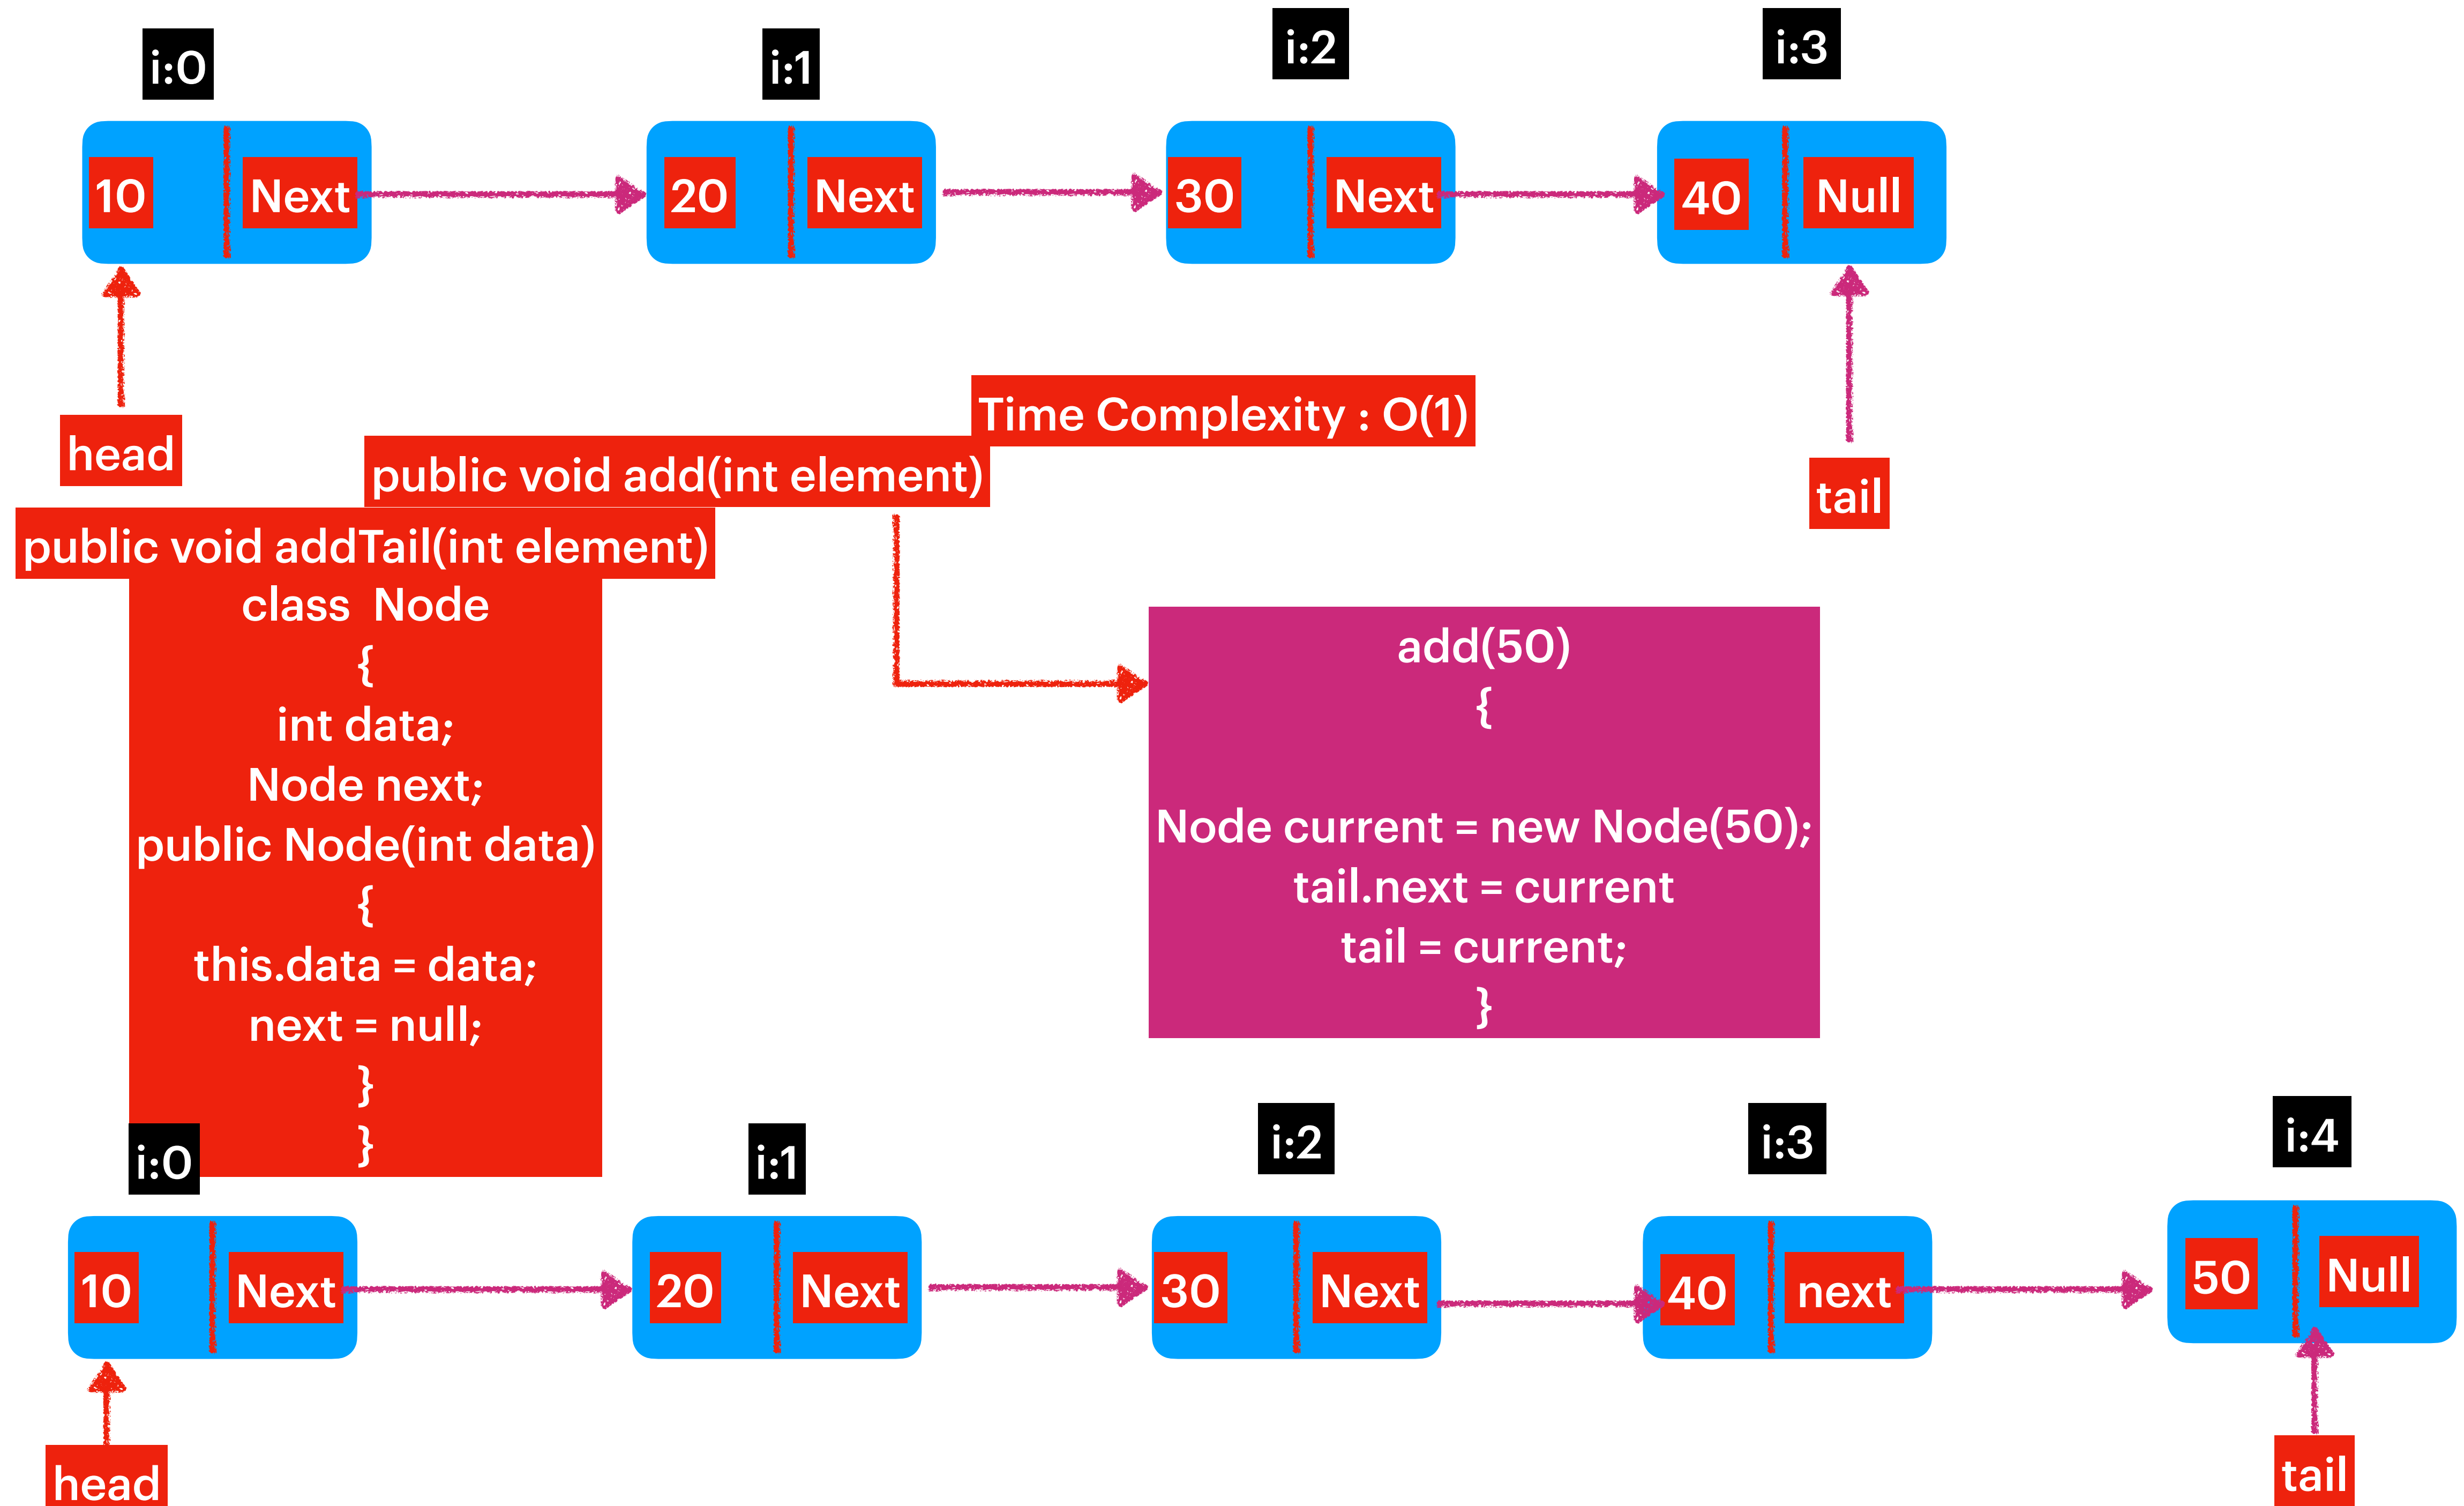 i:0
i:1
i:2
i:3
10 Next
20 Next
30 Next
40 Null
head
tail
Time Complexity : O(1)
public void add(int element)
public void addTail(int element)
class Node
{
int data;
Node next;
public Node(int data)
{
this.data = data;
next = null;
}
}
add(50)
{
Node current = new Node(50);
tail.next = current
tail = current;
}
i:0
i:1
i:2
i:3
i:4
10 Next
20 Next
30 Next
40 next
50 Null
head
tail